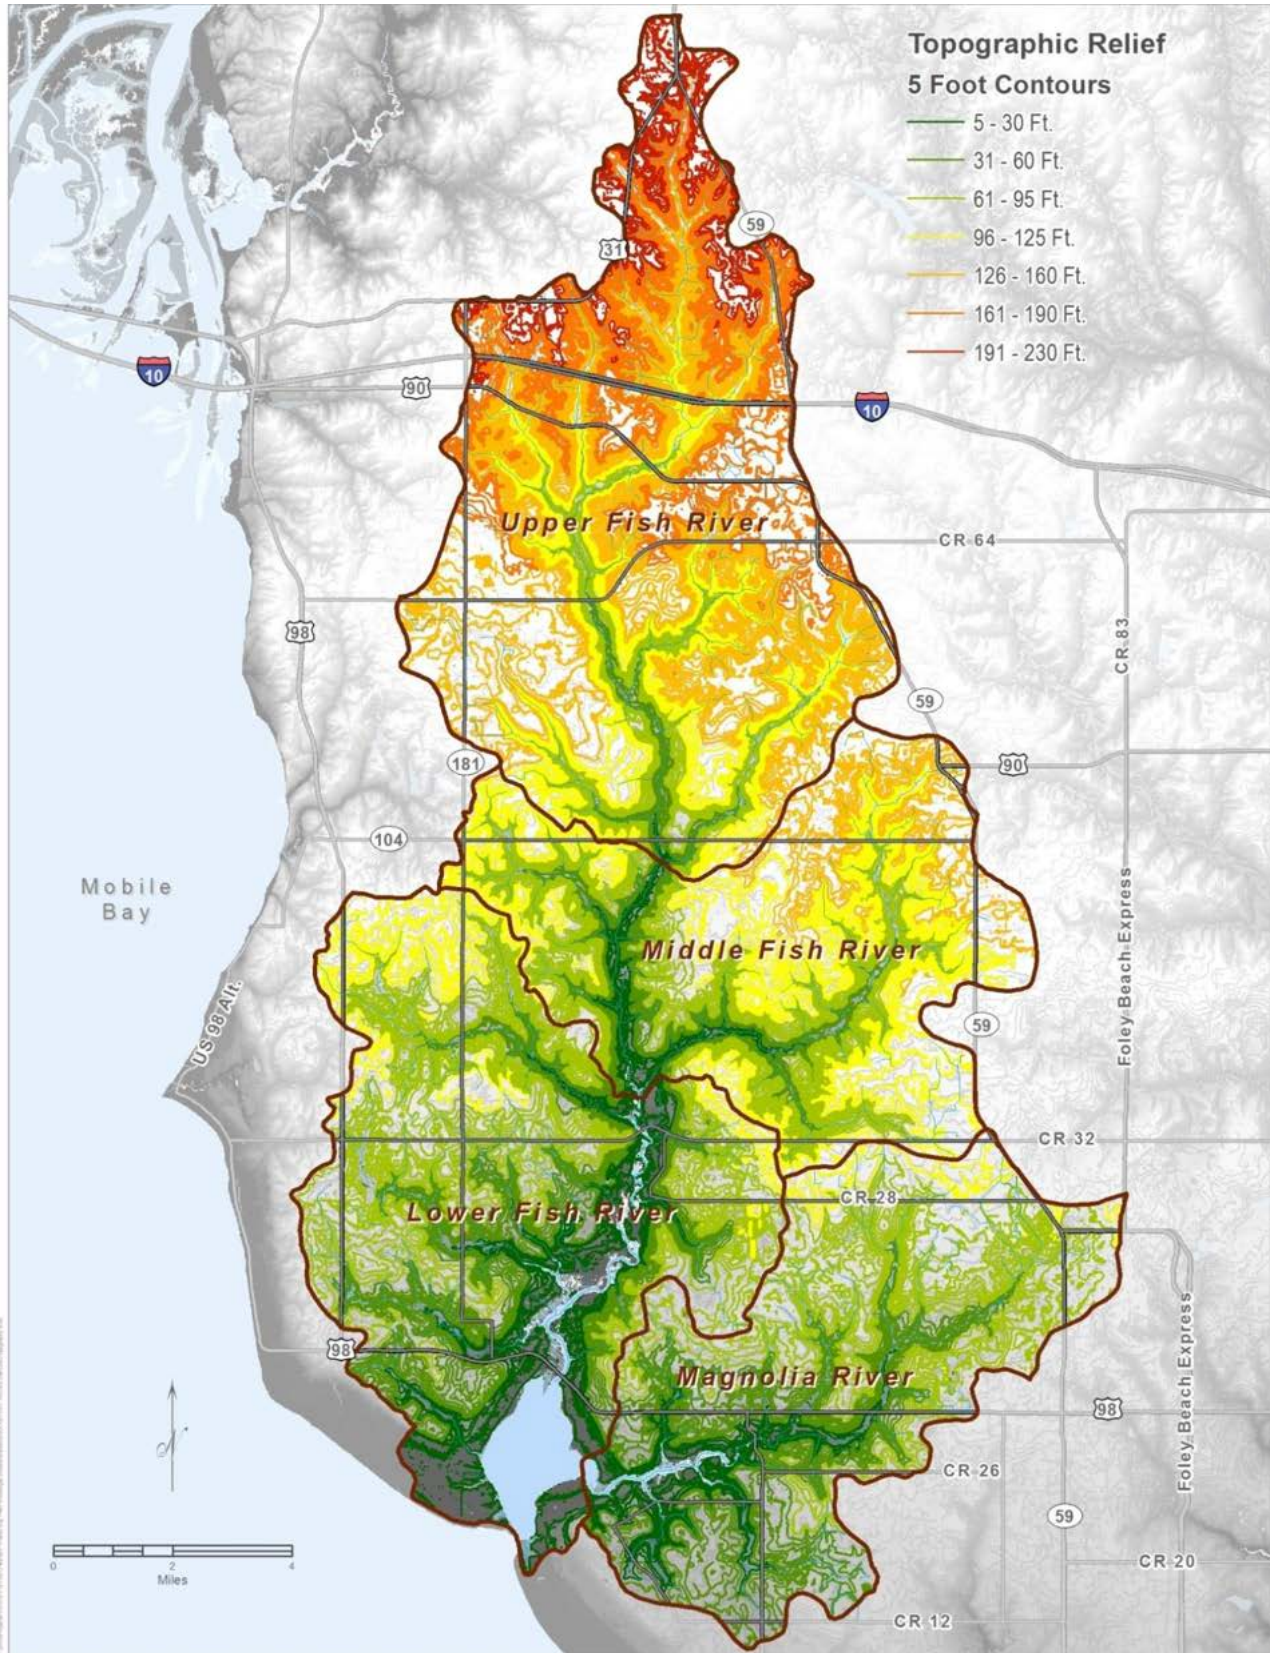 Topographic Relief
5 Foot Contours
5 - 30 Ft.
31 - 60 Ft.
61 - 95 Ft.
96 - 125 Ft.
126 - 160 Ft.
161 - 190 Ft.
191 - 230 Ft.
59
31
10
90
10
Upper Fish River
CR 64
98
CR 83
59
181
90
104
Mobile
Bay
Middle Fish River
Foley Beach Express
US 98 Alt.
59
CR 32
CR 28
Lower Fish River
98
Foley Beach Express
Magnolia River
98
CR 26
N
59
0
2
4
Miles
CR 20
CR 12